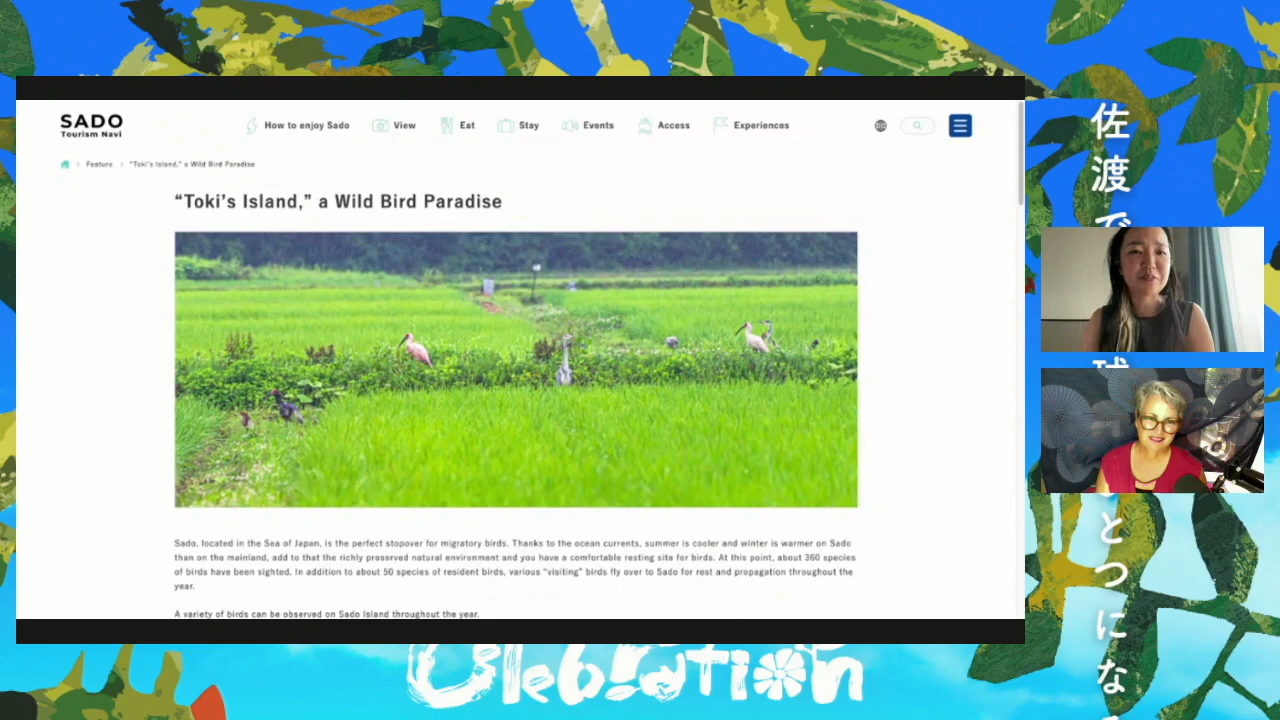 SADO
Tourism Navi
How to enjoy Sado
View
Eat
Stay
Events
Access
Experiences
Feature
"Toki's Island," a Wild Bird Paradise
“Toki’s Island,” a Wild Bird Paradise
Sado, located in the Sea of Japan, is the perfect stopover for migratory birds. Thanks to the ocean currents, summer is cooler and winter is warmer on Sado
than on the mainland, add to that the richly preserved natural environment and you have a comfortable resting site for birds. At this point, about 360 species
of birds have been sighted. In addition to about 50 species of resident birds, various “visiting” birds fly over to Sado for rest and propagation throughout the
year.
A variety of birds can be observed on Sado Island throughout the year.
佐渡で
とつにな
Celebration